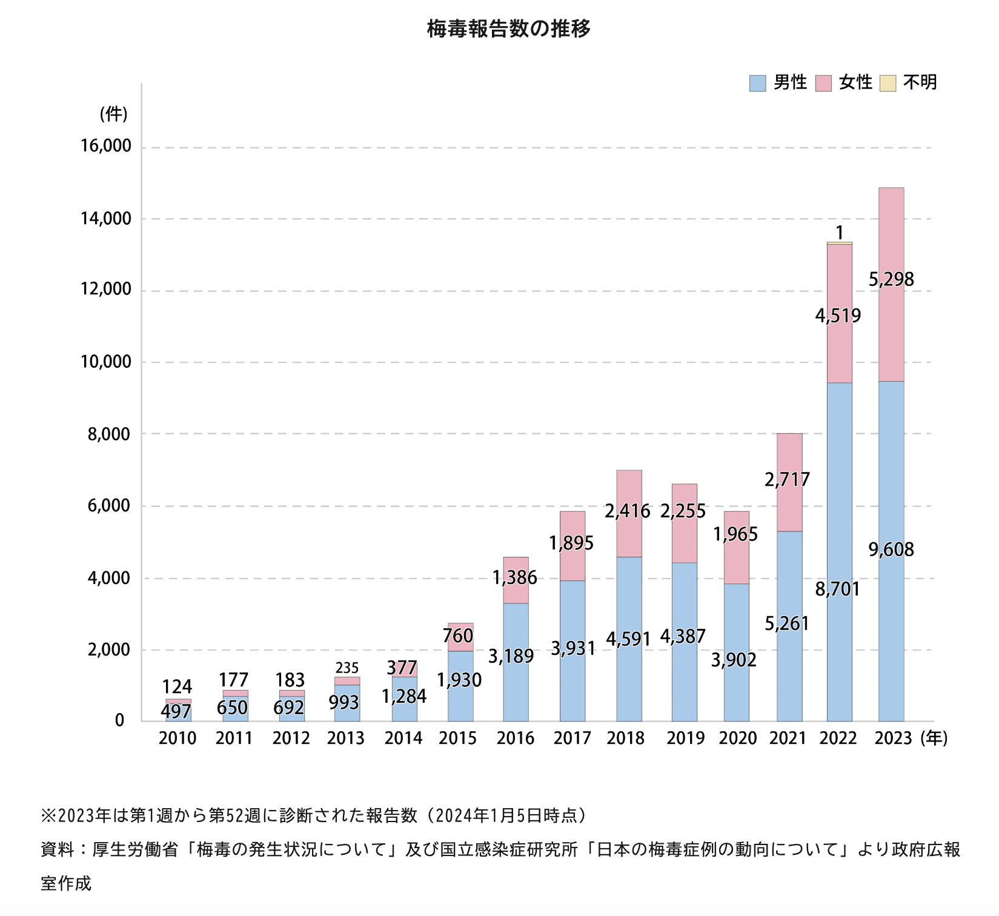 梅毒報告数の推移
男性 女性 不明
(件)
16,000
14,000
12,000
10,000
8,000
6,000
4,000
2,000
0
124 177 183 235 377 760 1,386 1,895 2,416 2,255 1,965 2,717 4,519 5,298
1
497 650 692 993 1,284 1,930 3,189 3,931 4,591 4,387 3,902 5,261 8,701 9,608
2010 2011 2012 2013 2014 2015 2016 2017 2018 2019 2020 2021 2022 2023 (年)
※2023年は第1週から第52週に診断された報告数（2024年1月5日時点）
資料：厚生労働省「梅毒の発生状況について」及び国立感染症研究所「日本の梅毒症例の動向について」より政府広報
室作成